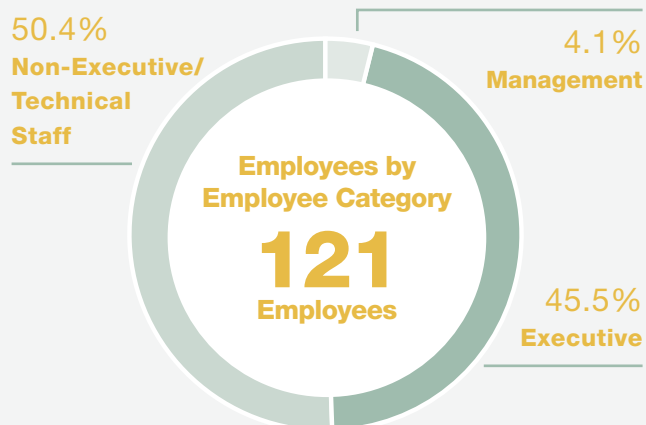 50.4%
Non-Executive/
Technical
Staff
4.1%
Management
Employees by
Employee Category
121
Employees
45.5%
Executive